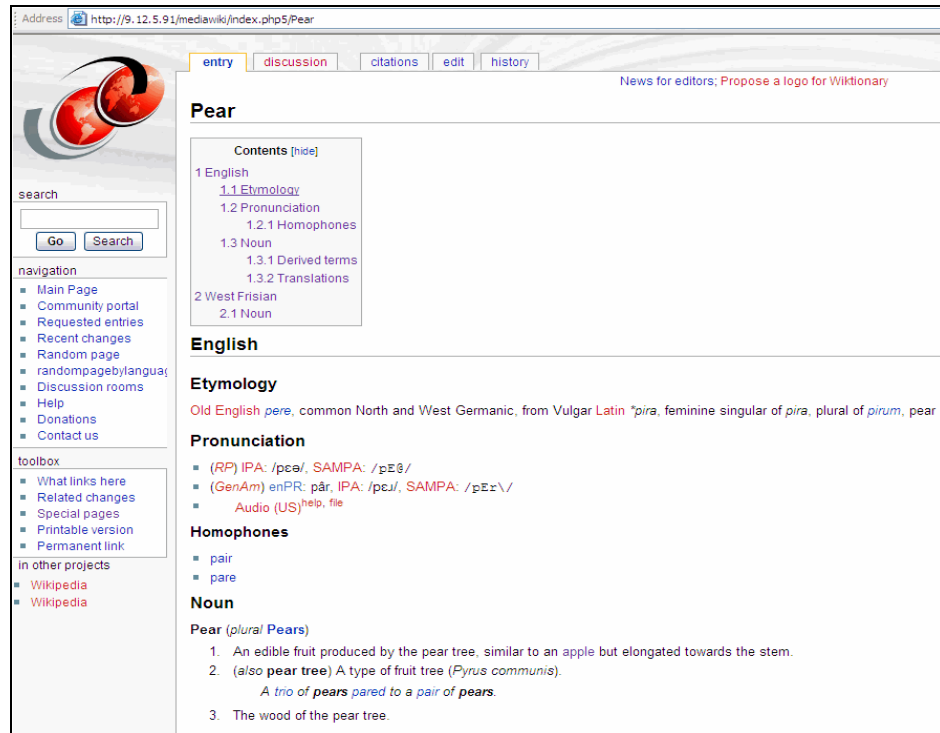 Address http://9.12.5.91/mediawiki/index.php5/Pear
entry discussion citations edit history
News for editors; Propose a logo for Wiktionary
Pear
Contents [hide]
1 English
1.1 Etymology
1.2 Pronunciation
1.2.1 Homophones
1.3 Noun
1.3.1 Derived terms
1.3.2 Translations
2 West Frisian
2.1 Noun
search
Go Search
navigation
Main Page
Community portal
Requested entries
Recent changes
Random page
randompagebylanguag
Discussion rooms
Help
Donations
Contact us
toolbox
What links here
Related changes
Special pages
Printable version
Permanent link
in other projects
Wikipedia
Wikipedia
English
Etymology
Old English pere, common North and West Germanic, from Vulgar Latin *pira, feminine singular of pira, plural of pirum, pear
Pronunciation
(RP) IPA: /pɛɘ/, SAMPA: /pE@/
(GenAm) enPR: pâr, IPA: /pɛɹ/, SAMPA: /pEr\/
Audio (US)help, file
Homophones
pair
pare
Noun
Pear (plural Pears)
1. An edible fruit produced by the pear tree, similar to an apple but elongated towards the stem.
2. (also pear tree) A type of fruit tree (Pyrus communis).
A trio of pears pared to a pair of pears.
3. The wood of the pear tree.